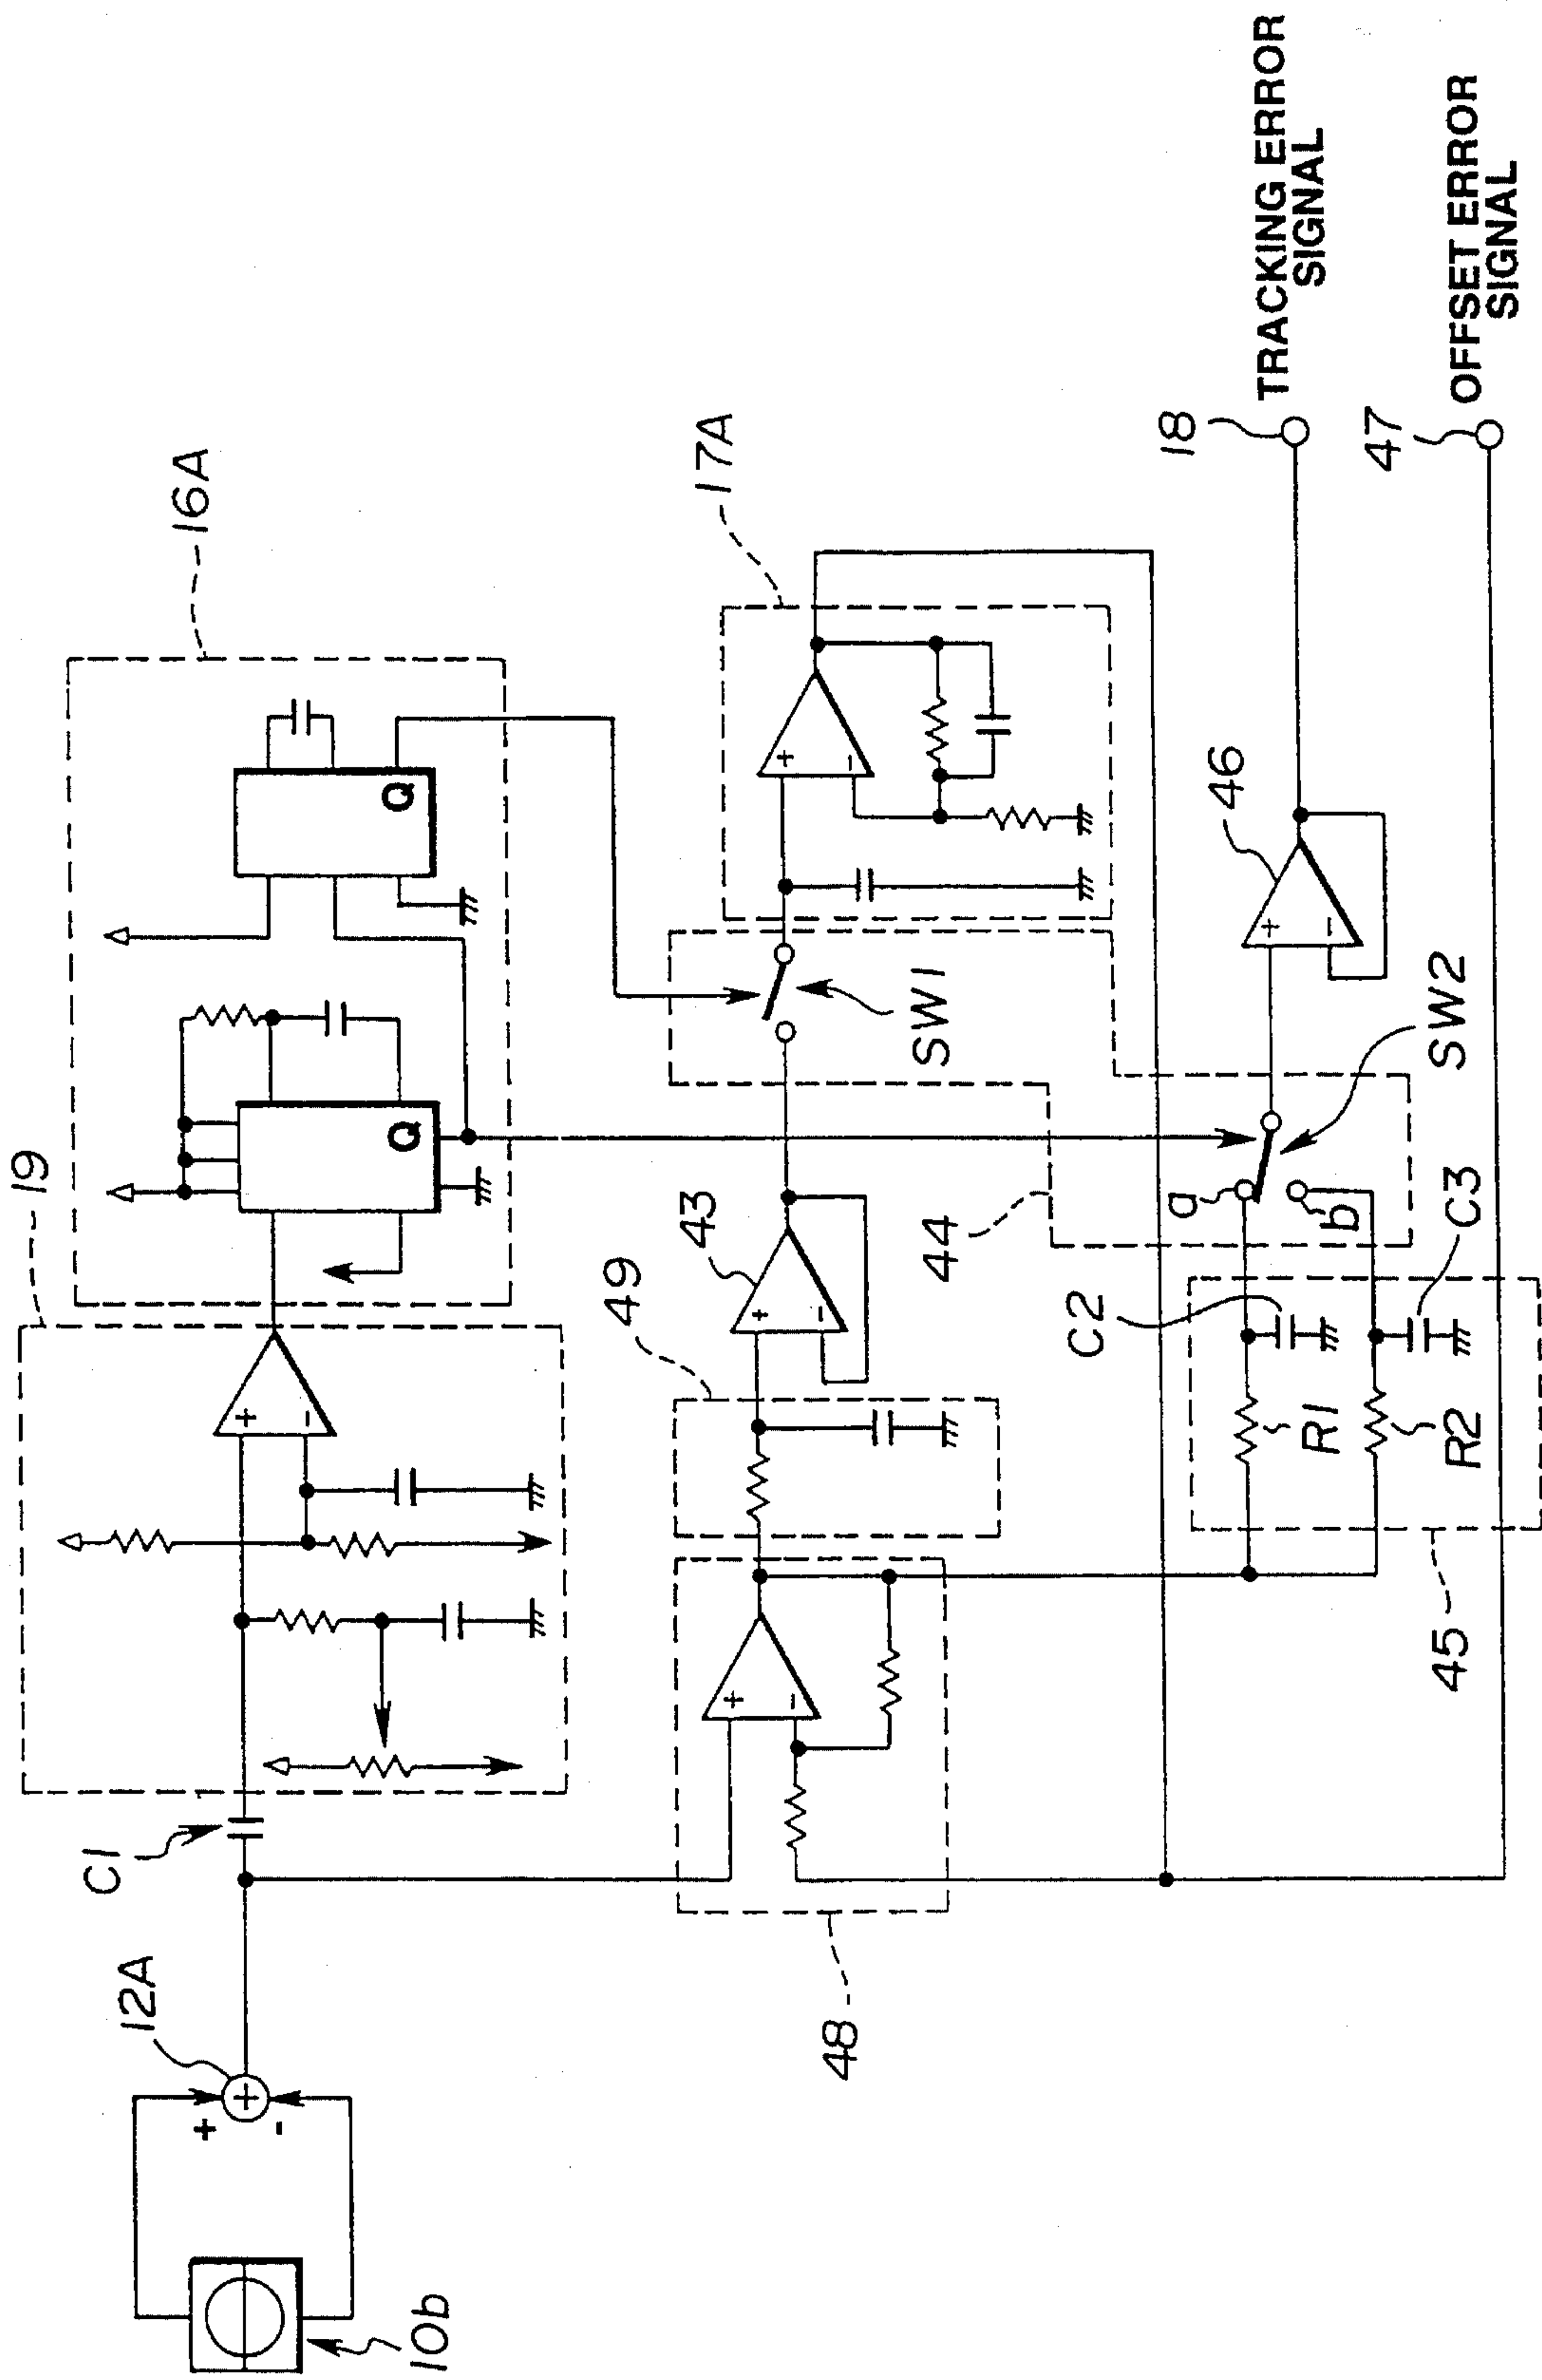 19
16A
Q
Q
C1
12A
+
-
10b
+
-
49
43
+
-
SW1
17A
+
-
48
+
-
44
46
+
-
SW2
a
b
C2
C3
R1
R2
45
18
TRACKING ERROR
SIGNAL
47
OFFSET ERROR
SIGNAL